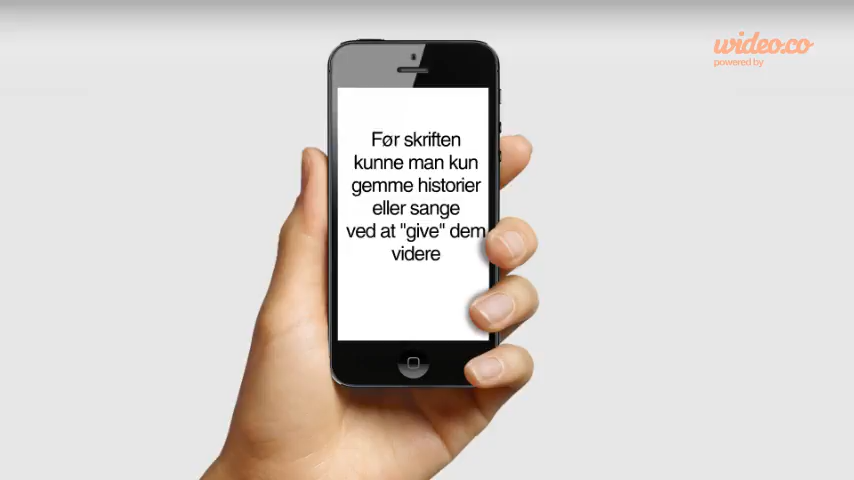 wideo.co
powered by
Før skriften
kunne man kun
gemme historier
eller sange
ved at "give" dem
videre